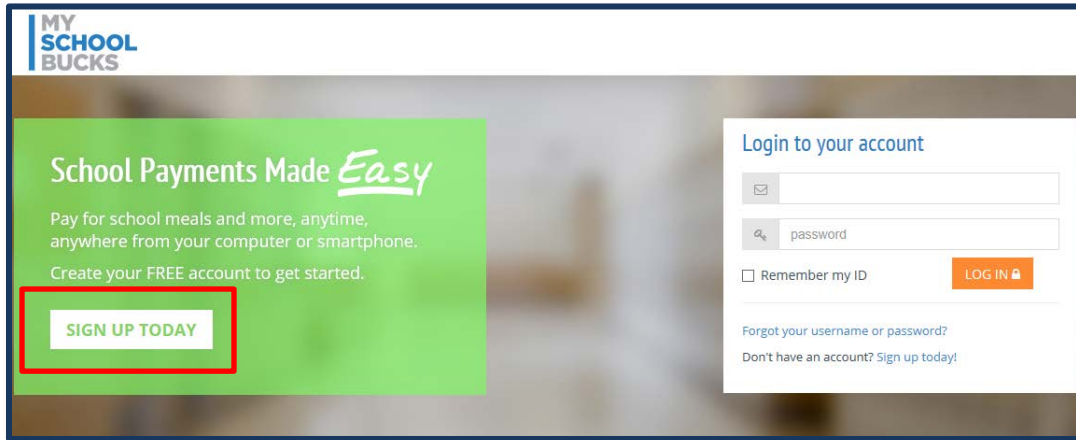 MY
SCHOOL
BUCKS
School Payments Made Easy
Pay for school meals and more, anytime,
anywhere from your computer or smartphone.
Create your FREE account to get started.
SIGN UP TODAY
Login to your account
password
Remember my ID
LOG IN
Forgot your username or password?
Don't have an account? Sign up today!